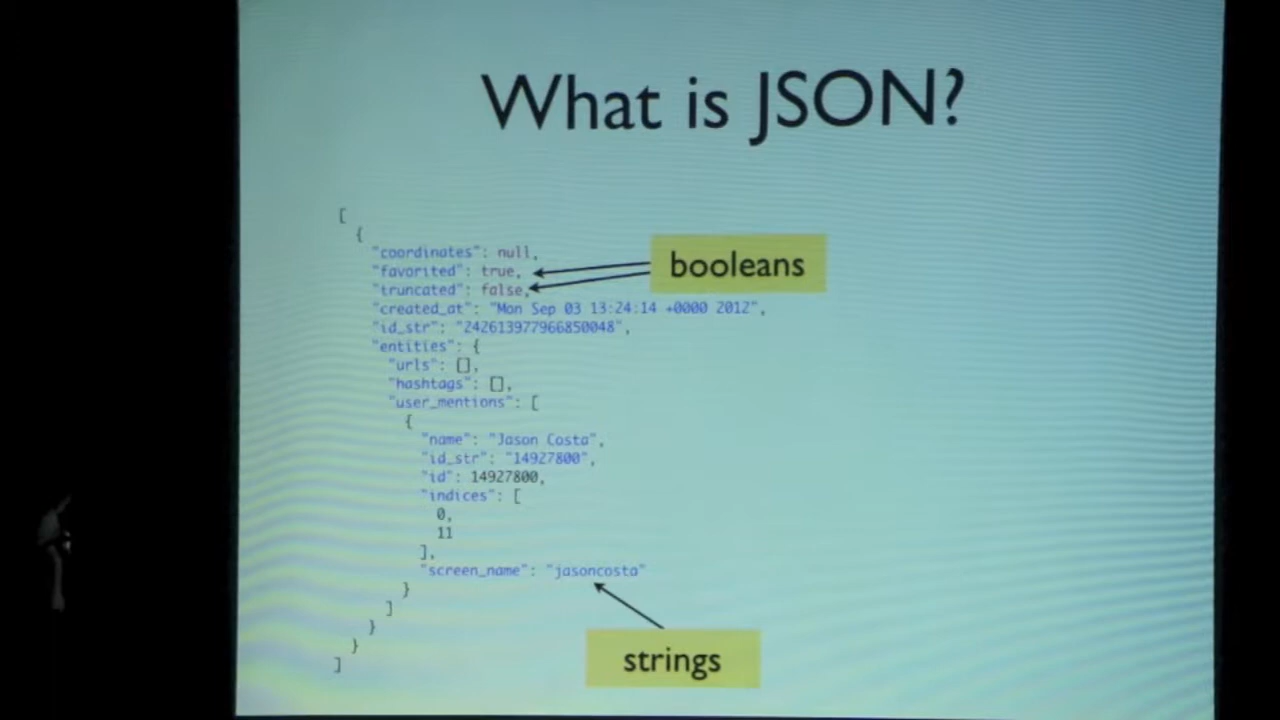 What is JSON?
[
{
"coordinates": null,
"favorited": true,
"truncated": false,
booleans
"created_at": "Mon Sep 03 13:24:14 +0000 2012",
"id_str": "242613977966850048",
"entities": {
"urls": [],
"hashtags": [],
"user_mentions": [
{
"name": "Jason Costa",
"id_str": "14927800",
"id": 14927800,
"indices": [
0,
11
],
"screen_name": "jasoncosta"
}
]
}
}
]
strings